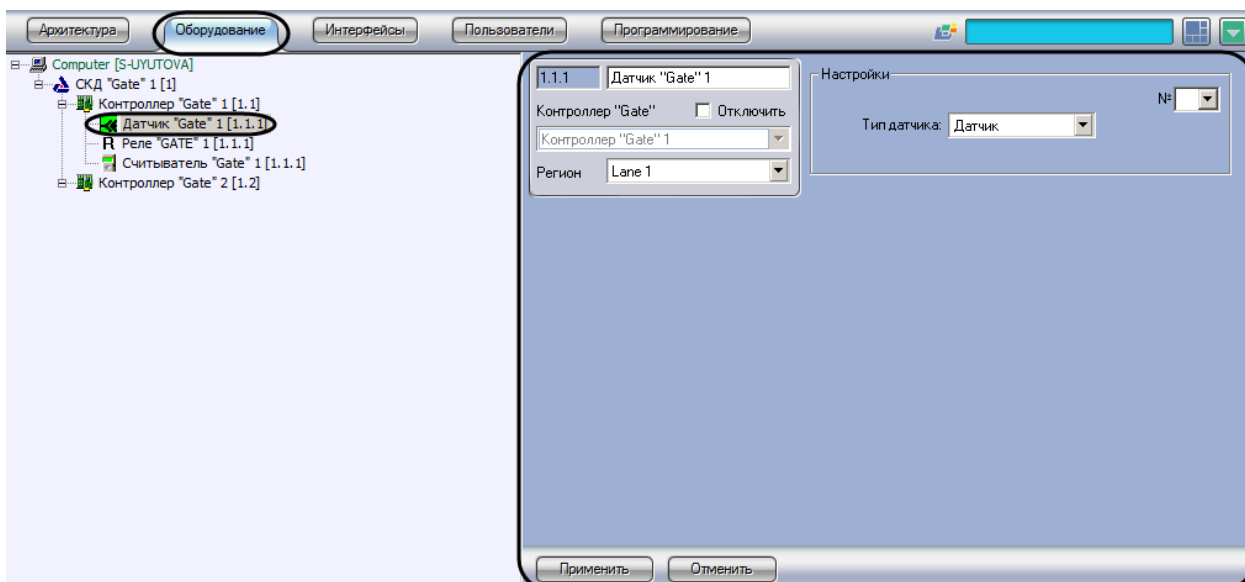 Архитектура Оборудование Интерфейсы Пользователи Программирование
Computer [S-UYUTOVA]
СКД "Gate" 1 [1]
Контроллер "Gate" 1 [1.1]
Датчик "Gate" 1 [1.1.1]
R Реле "GATE" 1 [1.1.1]
Считыватель "Gate" 1 [1.1.1]
Контроллер "Gate" 2 [1.2]
1.1.1 Датчик "Gate" 1
Контроллер "Gate" Отключить
Контроллер "Gate" 1
Регион Lane 1
Настройки
№
Тип датчика: Датчик
Применить Отменить